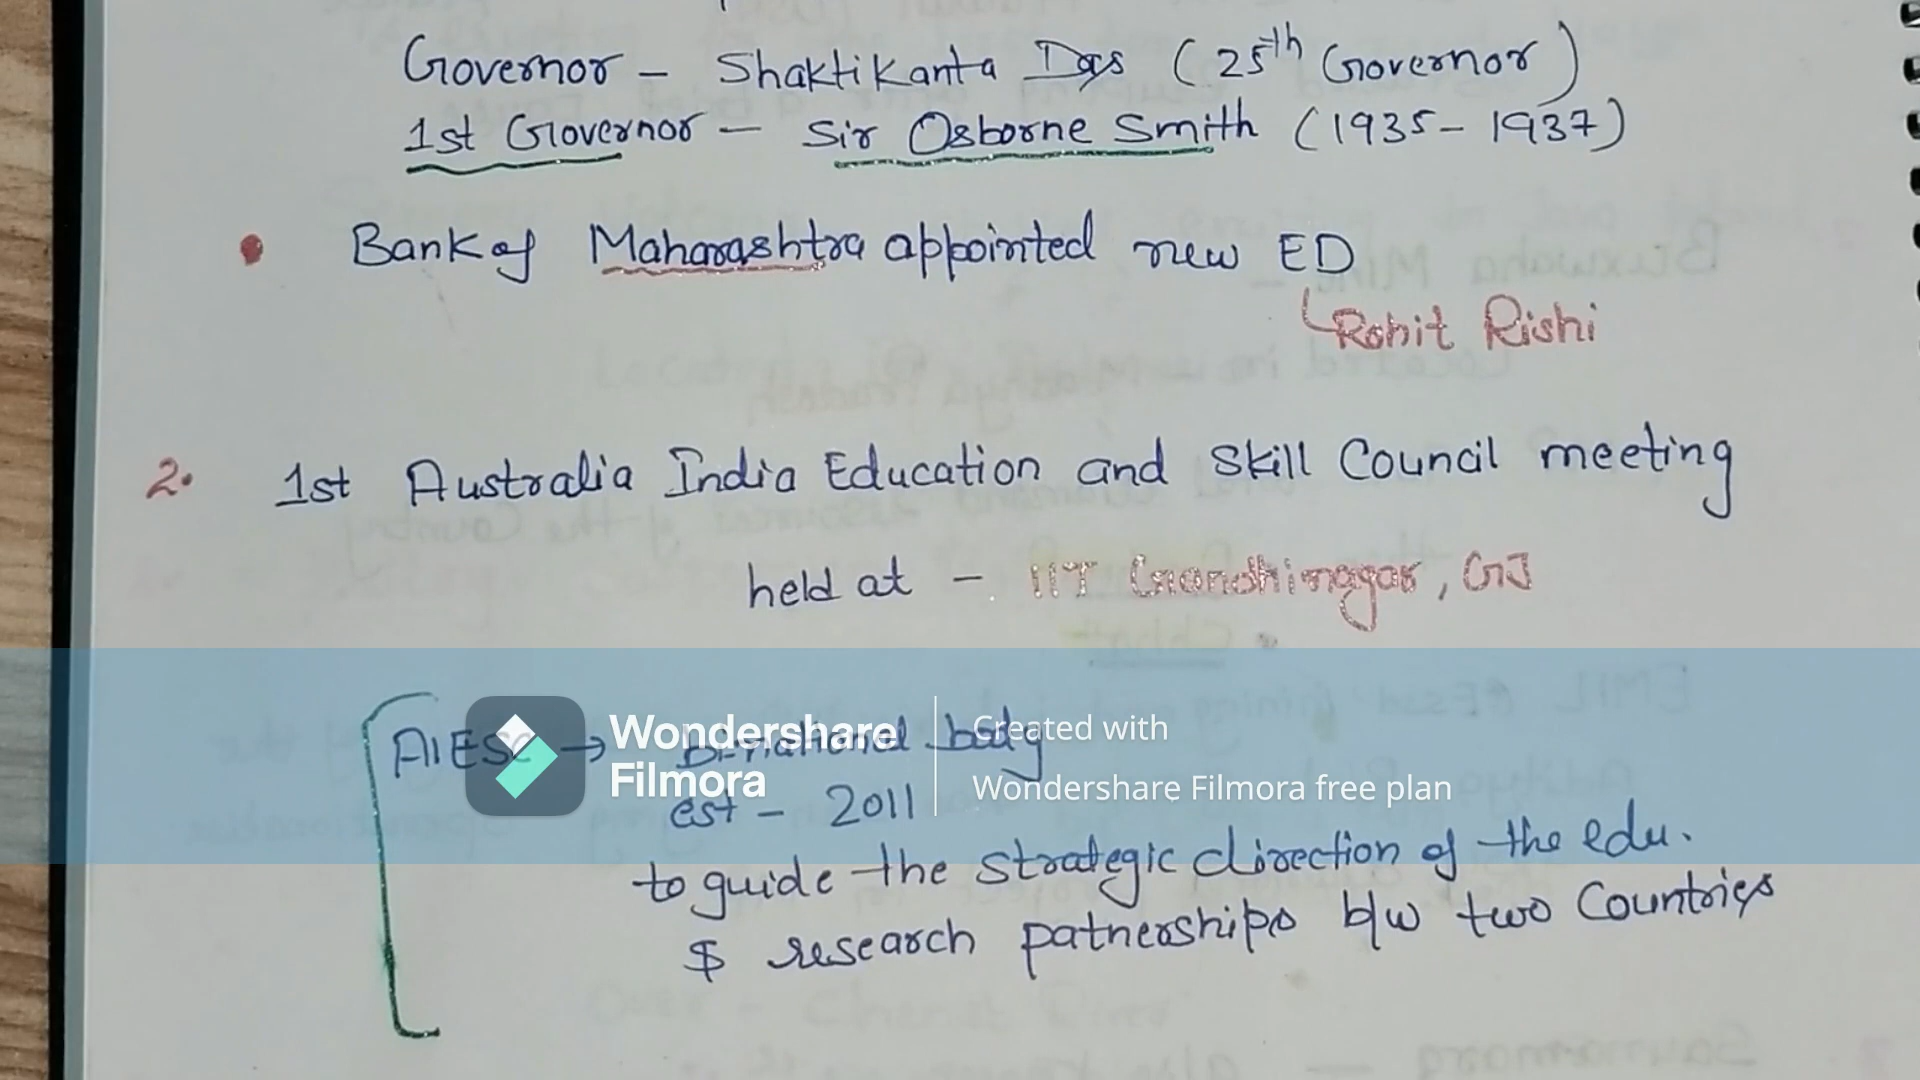 Governor - Shaktikanta Das (25th Governor)
1st Governor - Sir Osborne Smith (1935-1937)
• Bank of Maharashtra appointed new ED
Rohit Rishi
2. 1st Australia India Education and Skill Council meeting
held at - IIT Gandhinagar, GJ
AIESC → Bi-national body
est - 2011
to guide the strategic direction of the edu.
$ research patnerships b/w two Countries
Wondershare
Filmora
Created with
Wondershare Filmora free plan